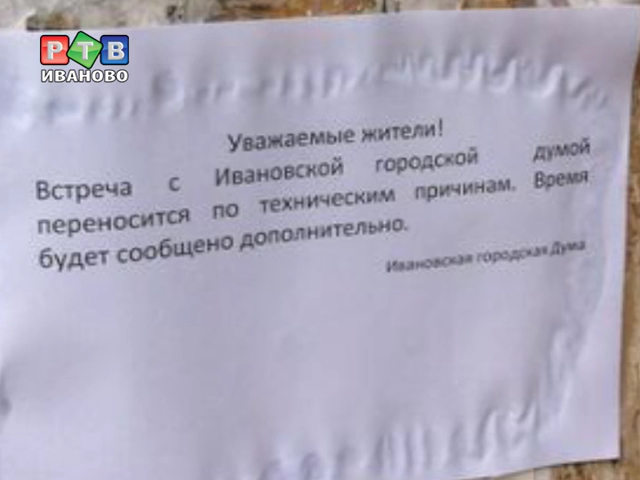 РТВ
ИВАНОВО
Уважаемые жители!
Встреча с Ивановской городской думой
переносится по техническим причинам. Время
будет сообщено дополнительно.
Ивановская городская Дума